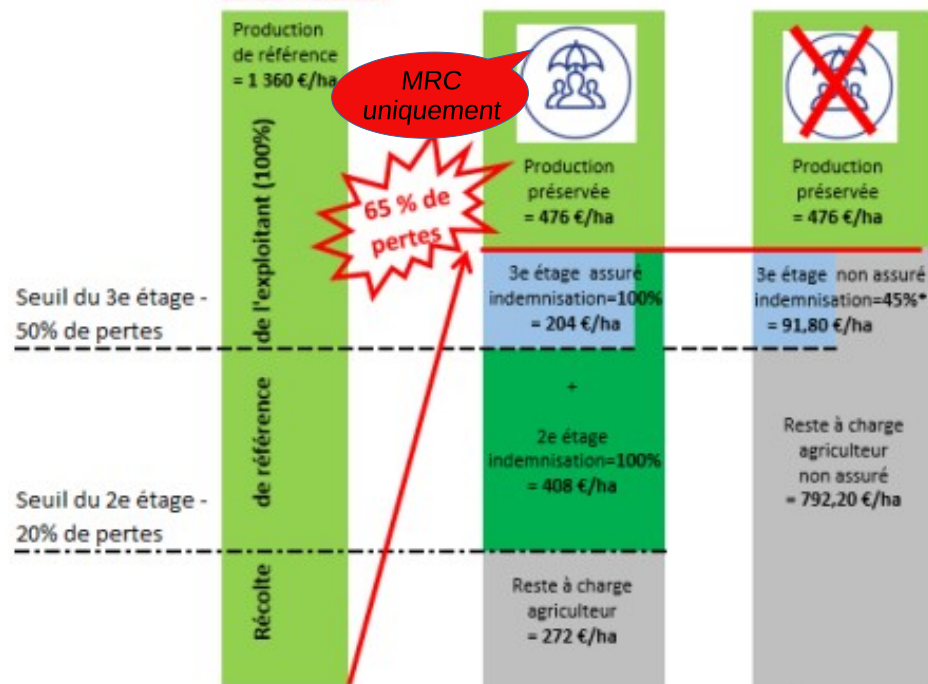 Production
de référence
= 1 360 €/ha
MRC
uniquement
Production
préservée
= 476 €/ha
Production
préservée
= 476 €/ha
65 % de
pertes
Récolte de référence de l'exploitant (100%)
Seuil du 3e étage -
50% de pertes
3e étage assuré
indemnisation=100%
= 204 €/ha
3e étage non assuré
indemnisation=45%*
= 91,80 €/ha
+
2e étage
indemnisation=100%
= 408 €/ha
Reste à charge
agriculteur
non assuré
= 792,20 €/ha
Seuil du 2e étage -
20% de pertes
Reste à charge
agriculteur
= 272 €/ha